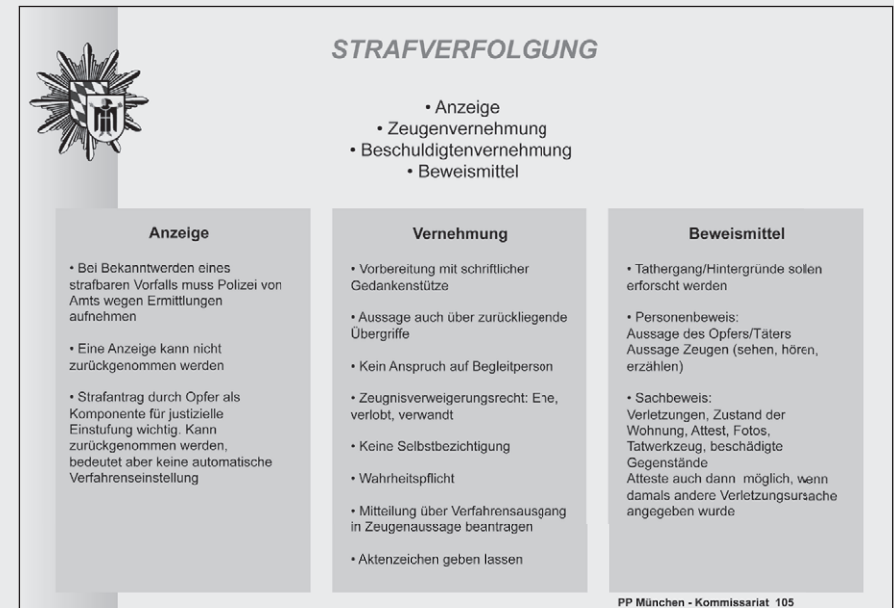 STRAFVERFOLGUNG
• Anzeige
• Zeugenvernehmung
• Beschuldigtenvernehmung
• Beweismittel
Anzeige
• Bei Bekanntwerden eines
strafbaren Vorfalls muss Polizei von
Amts wegen Ermittlungen
aufnehmen
• Eine Anzeige kann nicht
zurückgenommen werden
• Strafantrag durch Opfer als
Komponente für justizielle
Einstufung wichtig. Kann
zurückgenommen werden,
bedeutet aber keine automatische
Verfahrenseinstellung
Vernehmung
• Vorbereitung mit schriftlicher
Gedankenstütze
• Aussage auch über zurückliegende
Übergriffe
• Kein Anspruch auf Begleitperson
• Zeugnisverweigerungsrecht: Ehe,
verlobt, verwandt
• Keine Selbstbezichtigung
• Wahrheitspflicht
• Mitteilung über Verfahrensausgang
in Zeugenaussage beantragen
• Aktenzeichen geben lassen
Beweismittel
• Tathergang/Hintergründe sollen
erforscht werden
• Personenbeweis:
Aussage des Opfers/Täters
Aussage Zeugen (sehen, hören,
erzählen)
• Sachbeweis:
Verletzungen, Zustand der
Wohnung, Attest, Fotos,
Tatwerkzeug, beschädigte
Gegenstände
Atteste auch dann möglich, wenn
damals andere Verletzungsursache
angegeben wurde
PP München - Kommissariat 105